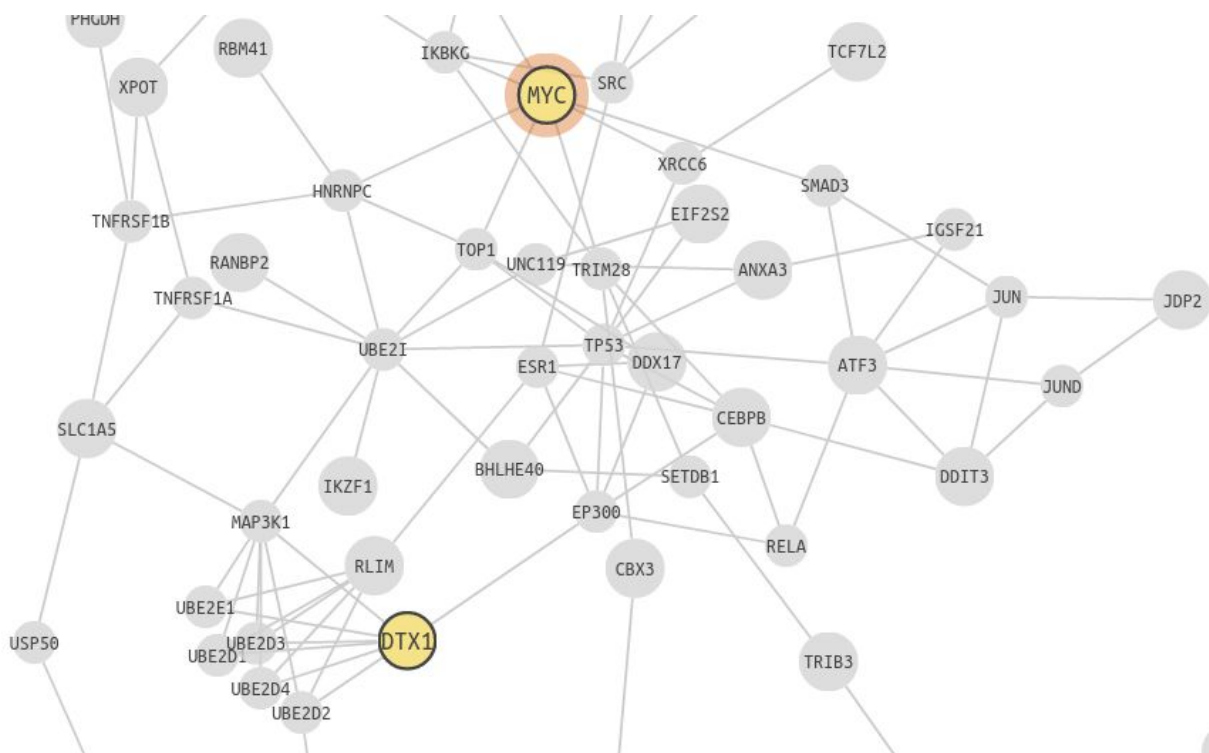 PHGDH
RBM41
IKBKG
TCF7L2
XPOT
MYC
SRC
XRCC6
HNRNPC
SMAD3
TNFRSF1B
EIF2S2
IGSF21
TOP1
RANBP2
UNC119
TRIM28
ANXA3
TNFRSF1A
JUN
JDP2
UBE2I
TP53
ESR1
DDX17
ATF3
JUND
CEBPB
SLC1A5
BHLHE40
SETDB1
DDIT3
IKZF1
MAP3K1
EP300
RELA
RLIM
CBX3
UBE2E1
USP50
UBE2D3
DTX1
UBE2D1
TRIB3
UBE2D4
UBE2D2